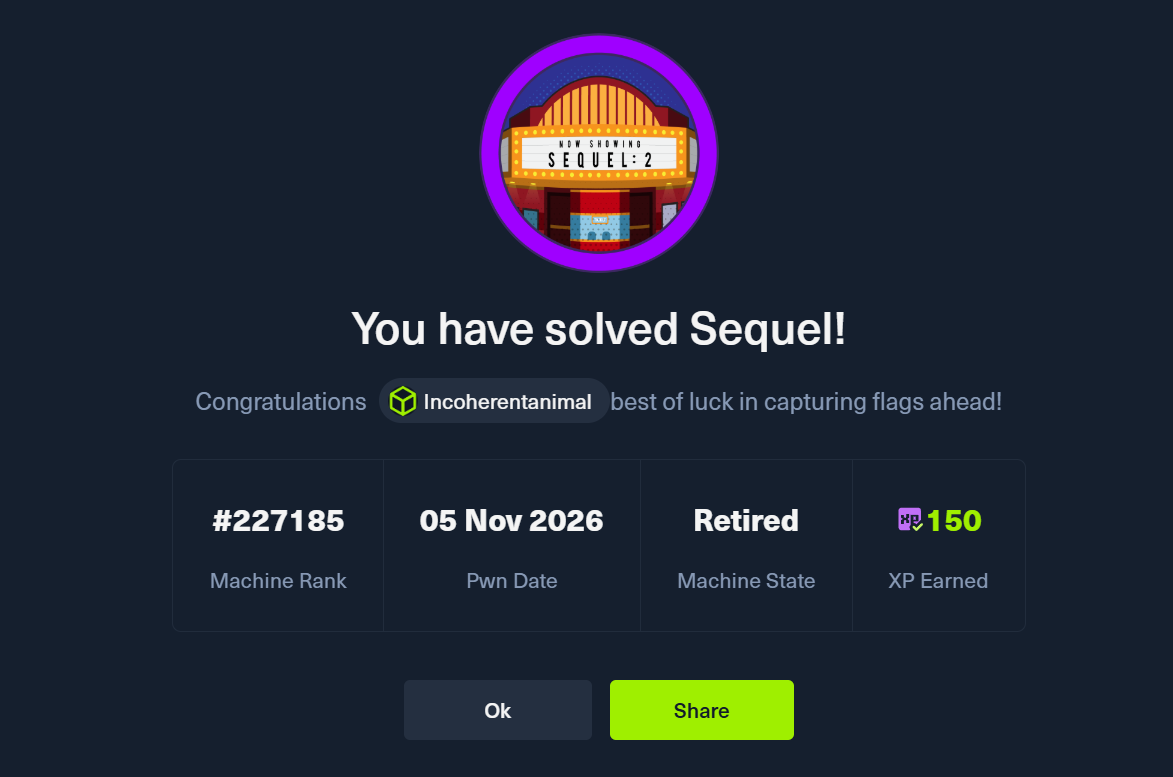 NOW SHOWING
SEQUEL: 2
You have solved Sequel!
Congratulations Incoherentanimal best of luck in capturing flags ahead!
#227185 05 Nov 2026 Retired XP 150
Machine Rank Pwn Date Machine State XP Earned
Ok Share